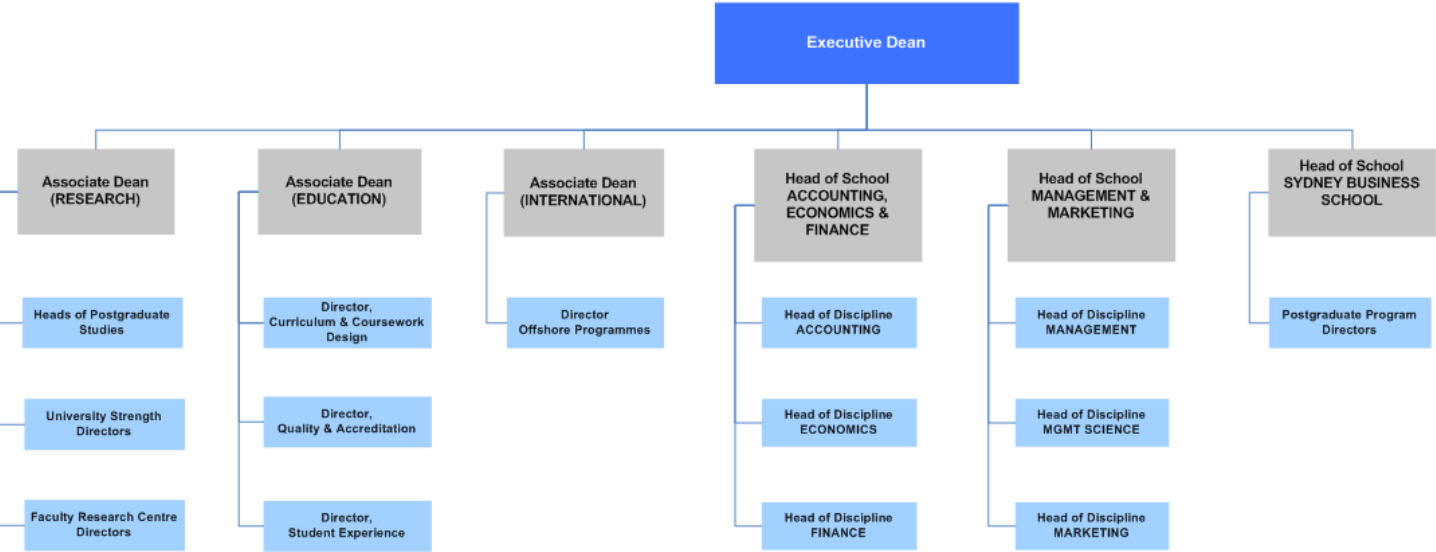 Executive Dean
Associate Dean
(RESEARCH)
Associate Dean
(EDUCATION)
Associate Dean
(INTERNATIONAL)
Head of School
ACCOUNTING,
ECONOMICS &
FINANCE
Head of School
MANAGEMENT &
MARKETING
Head of School
SYDNEY BUSINESS
SCHOOL
Heads of Postgraduate
Studies
Director,
Curriculum & Coursework
Design
Director
Offshore Programmes
Head of Discipline
ACCOUNTING
Head of Discipline
MANAGEMENT
Postgraduate Program
Directors
University Strength
Directors
Director,
Quality & Accreditation
Head of Discipline
ECONOMICS
Head of Discipline
MGMT SCIENCE
Faculty Research Centre
Directors
Director,
Student Experience
Head of Discipline
FINANCE
Head of Discipline
MARKETING